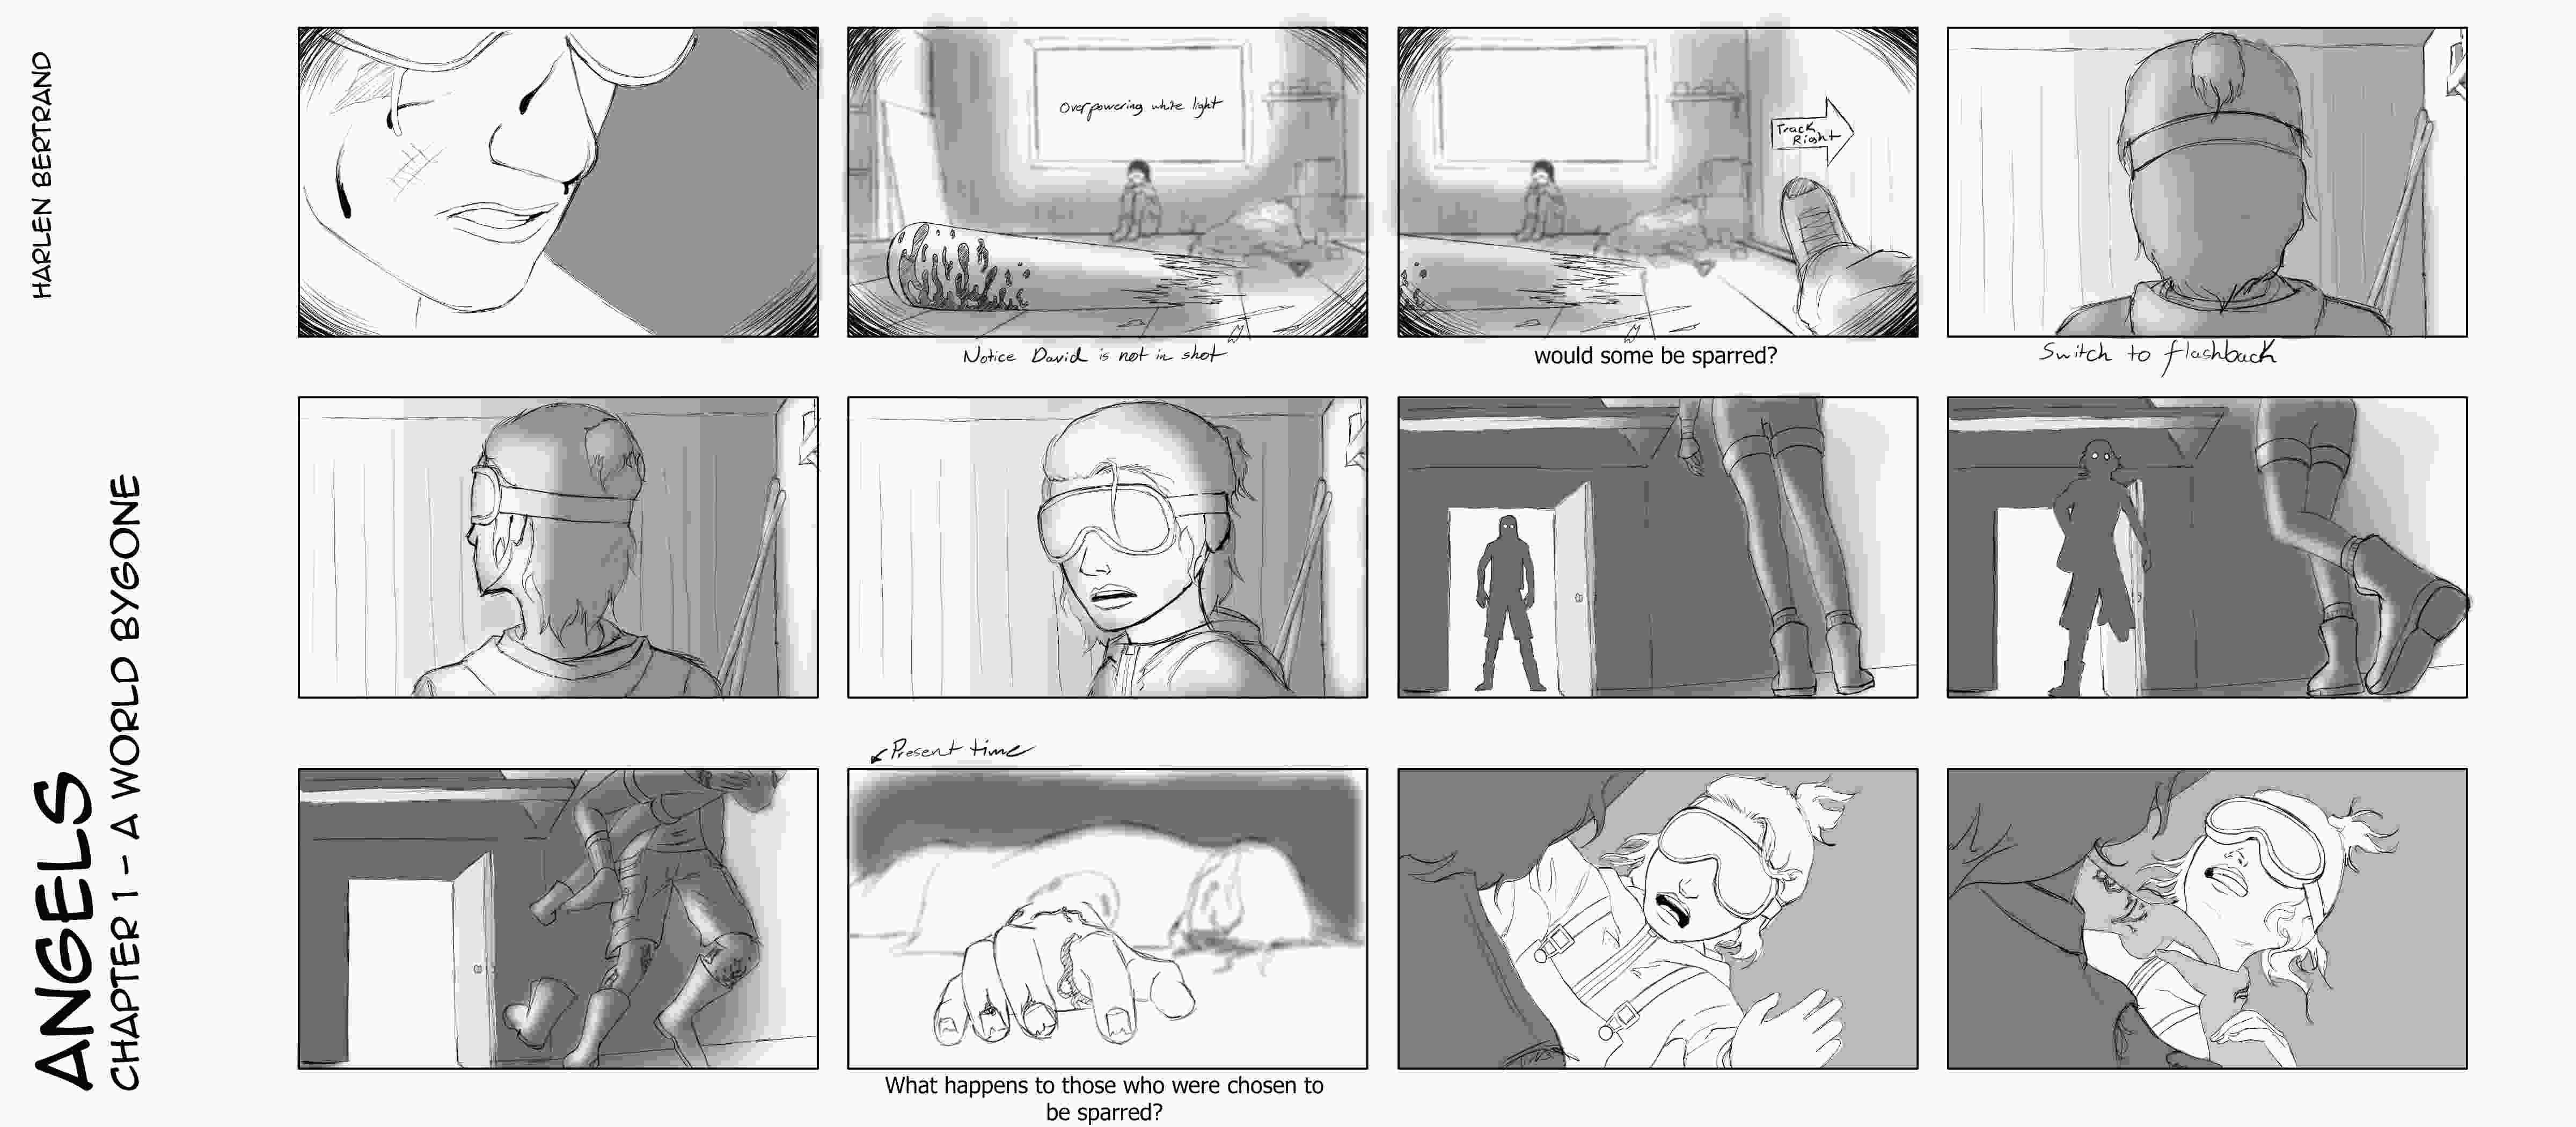 HARLEN BERTRAND
ANGELS
CHAPTER 1 - A WORLD BYGONE
Overpowering white light
Track
Right
Notice David is not in shot
would some be sparred?
Switch to flashback
Present time
What happens to those who were chosen to
be sparred?